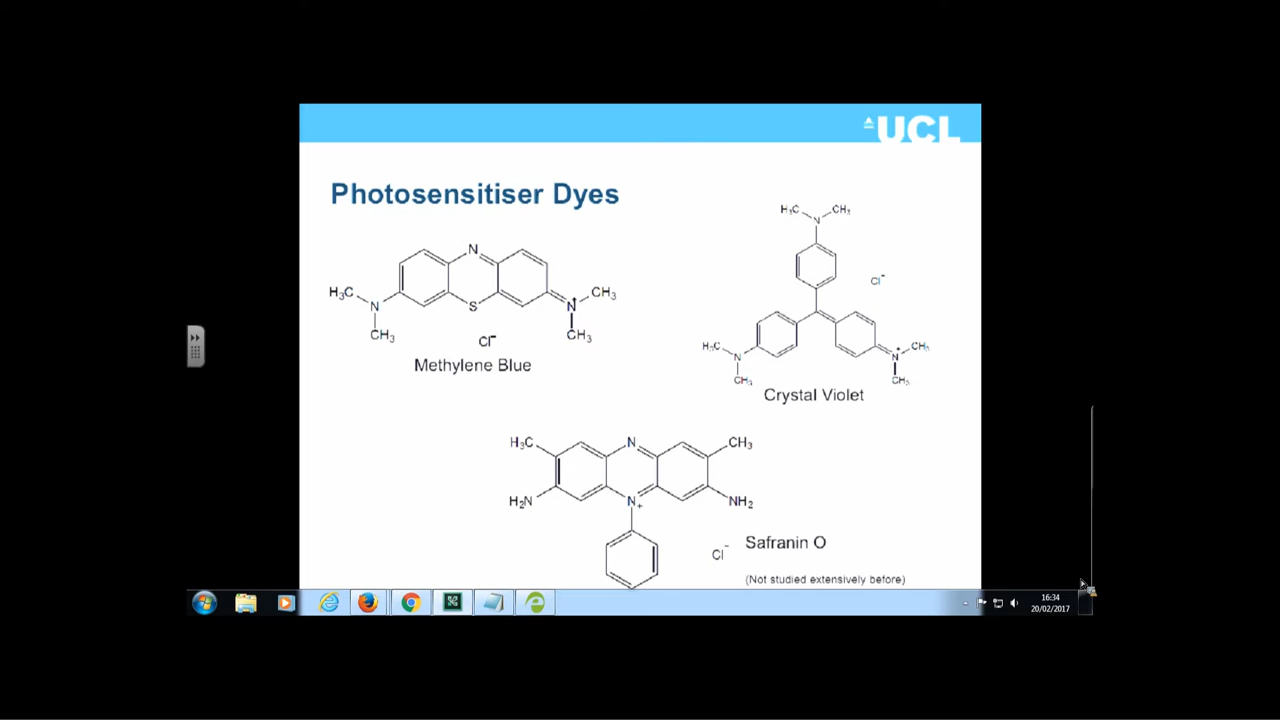 UCL
Photosensitiser Dyes
H₃C CH₃
N
N
H₃C CH₃
N S N⁺
CH₃ CH₃
Cl⁻
Methylene Blue
Cl⁻
H₃C CH₃
N N⁺
CH₃ CH₃
Crystal Violet
H₃C N CH₃
H₂N N+ NH₂
Cl⁻
Safranin O
(Not studied extensively before)
16:34
20/02/2017